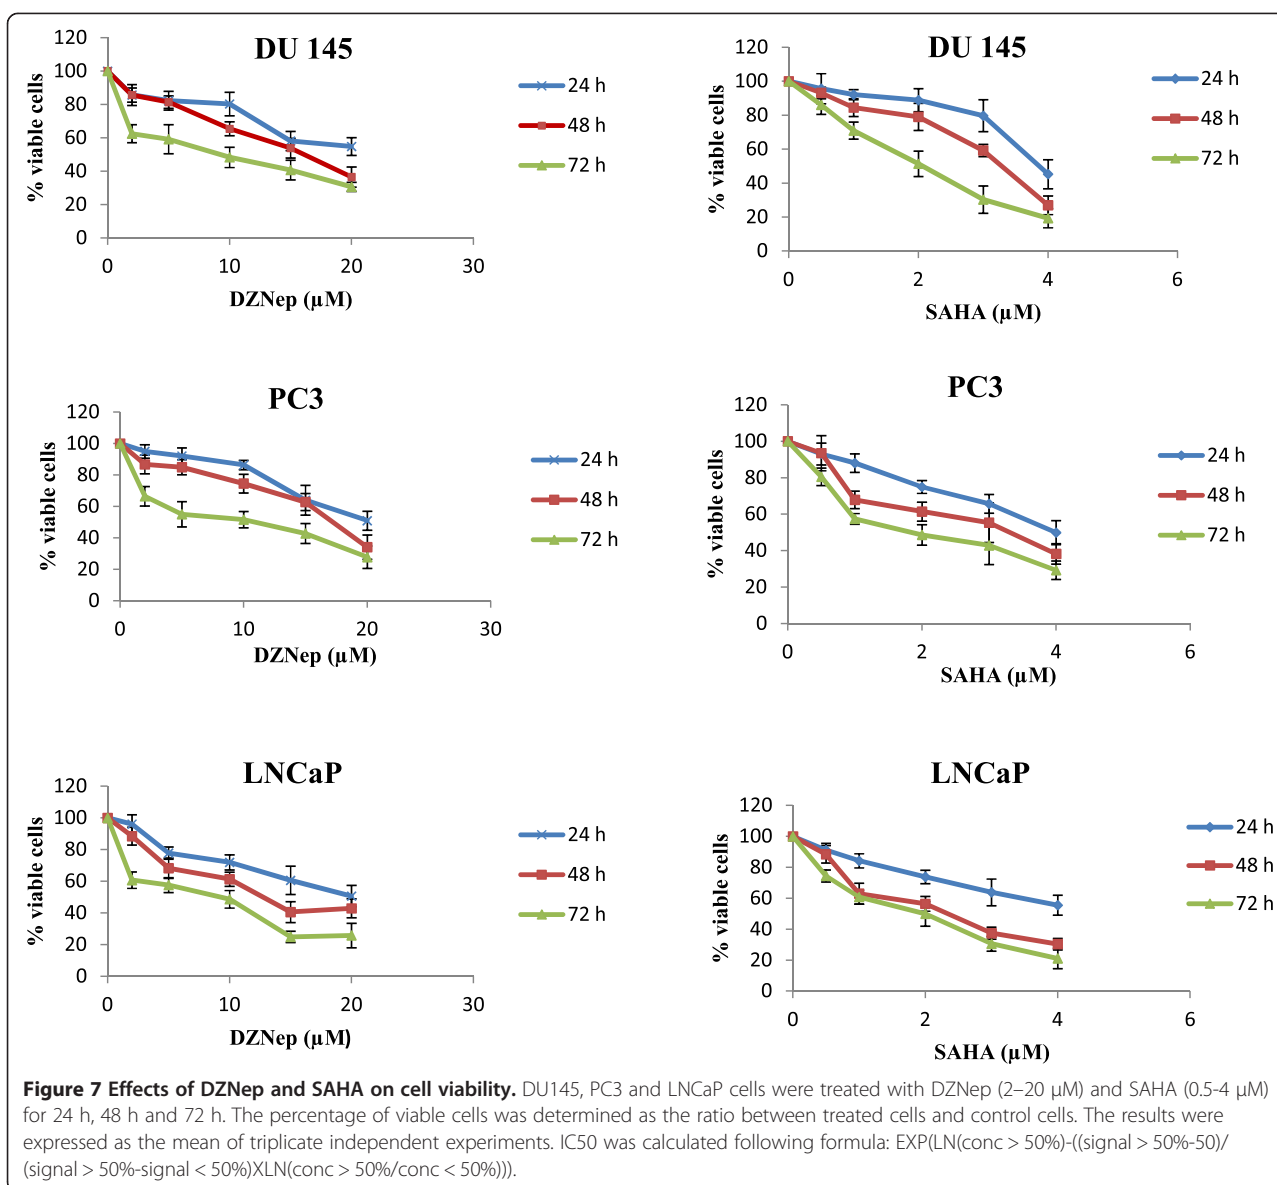 DU 145
120
100
80
60
40
20
0
% viable cells
0 10 20 30
DZNep (µM)
24 h
48 h
72 h
DU 145
120
100
80
60
40
20
0
% viable cells
0 2 4 6
SAHA (µM)
24 h
48 h
72 h
PC3
120
100
80
60
40
20
0
% viable cells
0 10 20 30
DZNep (µM)
24 h
48 h
72 h
PC3
120
100
80
60
40
20
0
% viable cells
0 2 4 6
SAHA (µM)
24 h
48 h
72 h
LNCaP
120
100
80
60
40
20
0
% viable cells
0 10 20 30
DZNep (µM)
24 h
48 h
72 h
LNCaP
120
100
80
60
40
20
0
% viable cells
0 2 4 6
SAHA (µM)
24 h
48 h
72 h
Figure 7 Effects of DZNep and SAHA on cell viability. DU145, PC3 and LNCaP cells were treated with DZNep (2–20 µM) and SAHA (0.5-4 µM)
for 24 h, 48 h and 72 h. The percentage of viable cells was determined as the ratio between treated cells and control cells. The results were
expressed as the mean of triplicate independent experiments. IC50 was calculated following formula: EXP(LN(conc > 50%)-((signal > 50%-50)/
(signal > 50%-signal < 50%)XLN(conc > 50%/conc < 50%))).